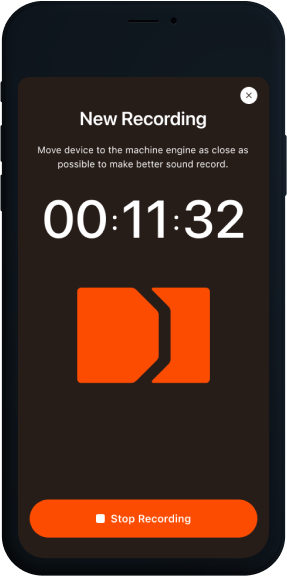 New Recording
Move device to the machine engine as close as
possible to make better sound record.
00:11:32
Stop Recording